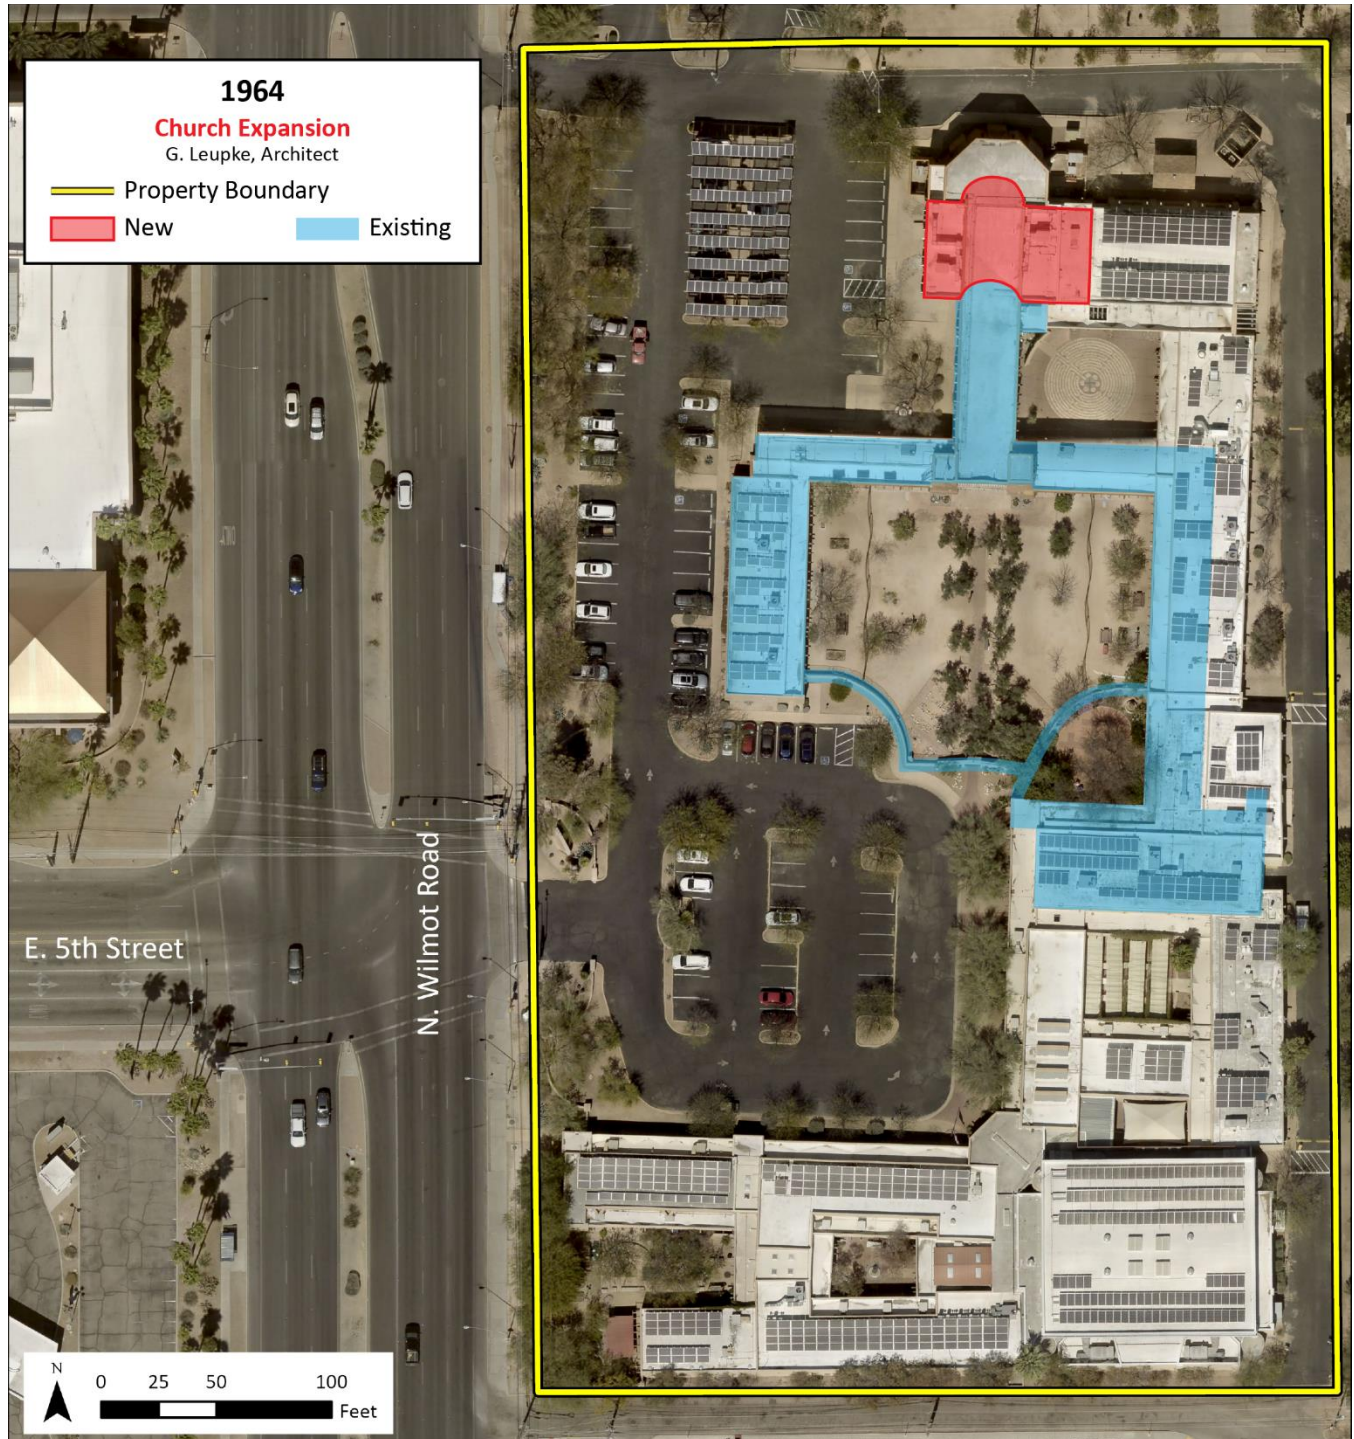 1964
Church Expansion
G. Leupke, Architect
Property Boundary
New Existing
E. 5th Street
N. Wilmot Road
N
0 25 50 100
Feet